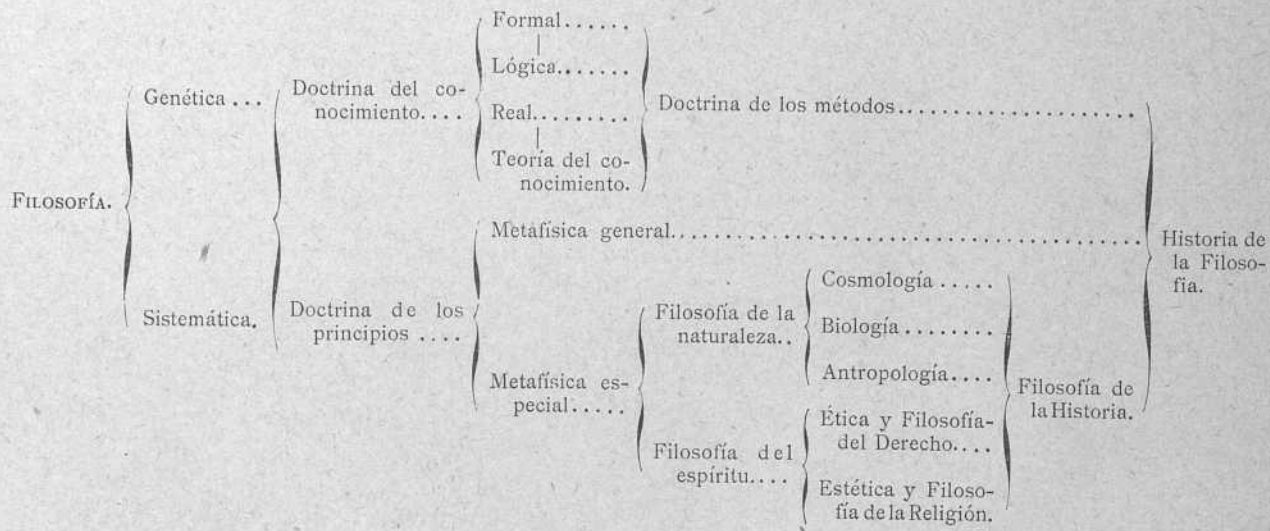 FILOSOFÍA.
Genética ...
Sistemática.
Doctrina del co-
nocimiento....
Doctrina de los
principios ....
Formal......
Lógica.......
Real.........
Teoría del co-
nocimiento.
Doctrina de los métodos......................
Metafísica general..........................................
Metafísica es-
pecial.....
Filosofía de la
naturaleza..
Filosofía del
espíritu....
Cosmología .....
Biología ........
Antropología....
Ética y Filosofía-
del Derecho....
Estética y Filoso-
fía de la Religión.
Filosofía de
la Historia.
Historia de
la Filoso-
fía.